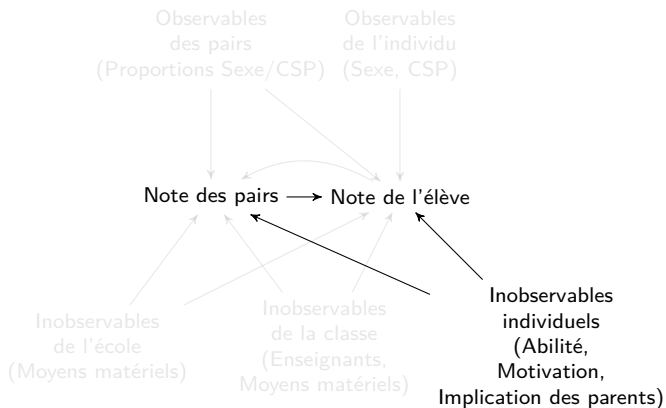 Observables
des pairs
(Proportions Sexe/CSP)
Observables
de l'individu
(Sexe, CSP)
Note des pairs
Note de l'élève
Inobservables
de l'école
(Moyens matériels)
Inobservables
de la classe
(Enseignants,
Moyens matériels)
Inobservables
individuels
(Abilité,
Motivation,
Implication des parents)